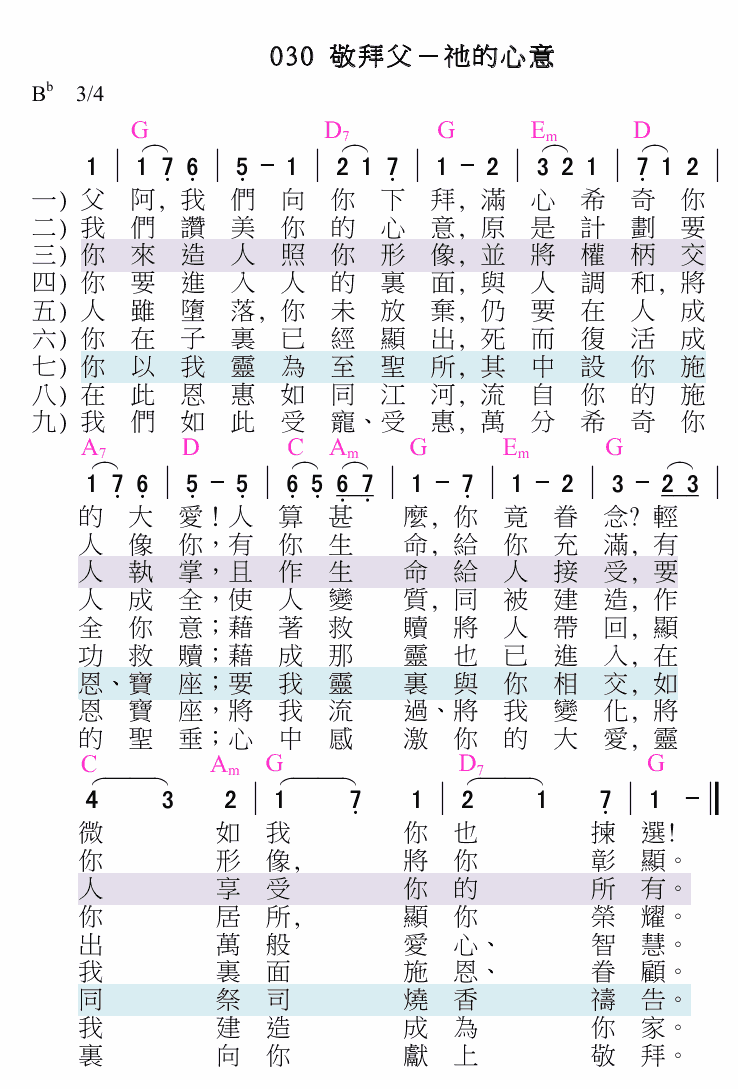 030 敬拜父－祂的心意
B♭ 3/4
G D7 G Em D
1 | 1 7 6 | 5 － 1 | 2 1 7 | 1 － 2 | 3 2 1 | 7 1 2 |
一) 父 阿, 我 們 向 你 下 拜, 滿 心 希 奇 你
二) 我 們 讚 美 你 的 心 意, 原 是 計 劃 要
三) 你 來 造 人 照 你 形 像, 並 將 權 柄 交
四) 你 要 進 入 人 的 裏 面, 與 人 調 和, 將
五) 人 雖 墮 落, 你 未 放 棄, 仍 要 在 人 成
六) 你 在 子 裏 已 經 顯 出, 死 而 復 活 成
七) 你 以 我 靈 為 至 聖 所, 其 中 設 你 施
八) 在 此 恩 惠 如 同 江 河, 流 自 你 的 施
九) 我 們 如 此 受 寵、受 惠, 萬 分 希 奇 你
A7 D C Am G Em G
1 7 6 | 5 － 5 | 6 5 6 7 | 1 － 7 | 1 － 2 | 3 － 2 3 |
的 大 愛! 人 算 甚 麼, 你 竟 眷 念? 輕
人 像 你, 有 你 生 命, 給 你 充 滿, 有
人 執 掌, 且 作 生 命 給 人 接 受, 要
人 成 全, 使 人 變 質, 同 被 建 造, 作
全 你 意; 藉 著 救 贖 將 人 帶 回, 顯
功 救 贖; 藉 成 那 靈 也 已 進 入, 在
恩、寶 座; 要 我 靈 裏 與 你 相 交, 如
恩 寶 座, 將 我 流 過、將 我 變 化, 將
的 聖 垂; 心 中 感 激 你 的 大 愛, 靈
C Am G D7 G
4 3 2 | 1 7 1 | 2 1 7 | 1 － ||
微 如 我 你 也 揀 選!
你 形 像, 將 你 彰 顯。
人 享 受 你 的 所 有。
你 居 所, 顯 你 榮 耀。
出 萬 般 愛 心、 智 慧。
我 裏 面 施 恩、 眷 顧。
同 祭 司 燒 香 禱 告。
我 建 造 成 為 你 家。
裏 向 你 獻 上 敬 拜。